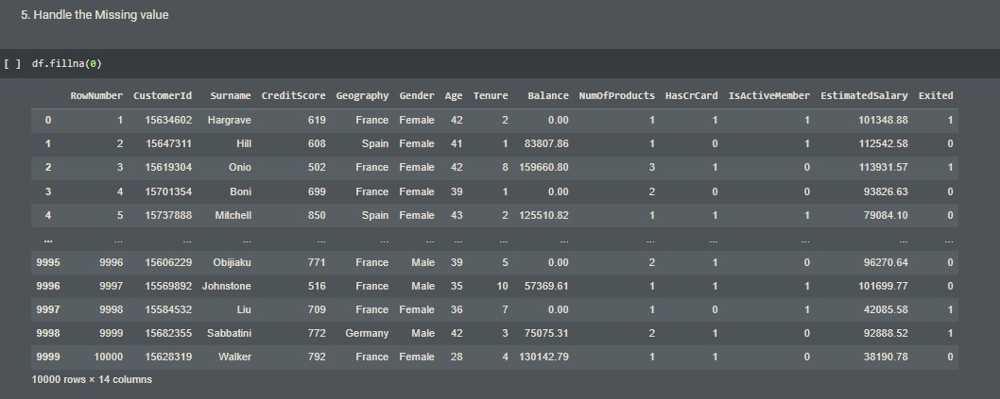 5. Handle the Missing value
[ ] df.fillna(0)
RowNumber CustomerId Surname CreditScore Geography Gender Age Tenure Balance NumOfProducts HasCrCard IsActiveMember EstimatedSalary Exited
0 1 15634602 Hargrave 619 France Female 42 2 0.00 1 1 1 101348.88 1
1 2 15647311 Hill 608 Spain Female 41 1 83807.86 1 0 1 112542.58 0
2 3 15619304 Onio 502 France Female 42 8 159660.80 3 1 0 113931.57 1
3 4 15701354 Boni 699 France Female 39 1 0.00 2 0 0 93826.63 0
4 5 15737888 Mitchell 850 Spain Female 43 2 125510.82 1 1 1 79084.10 0
... ... ... ... ... ... ... ... ... ... ... ... ... ... ...
9995 9996 15606229 Obijiaku 771 France Male 39 5 0.00 2 1 0 96270.64 0
9996 9997 15569892 Johnstone 516 France Male 35 10 57369.61 1 1 1 101699.77 0
9997 9998 15584532 Liu 709 France Female 36 7 0.00 1 0 1 42085.58 1
9998 9999 15682355 Sabbatini 772 Germany Male 42 3 75075.31 2 1 0 92888.52 1
9999 10000 15628319 Walker 792 France Female 28 4 130142.79 1 1 0 38190.78 0
10000 rows × 14 columns